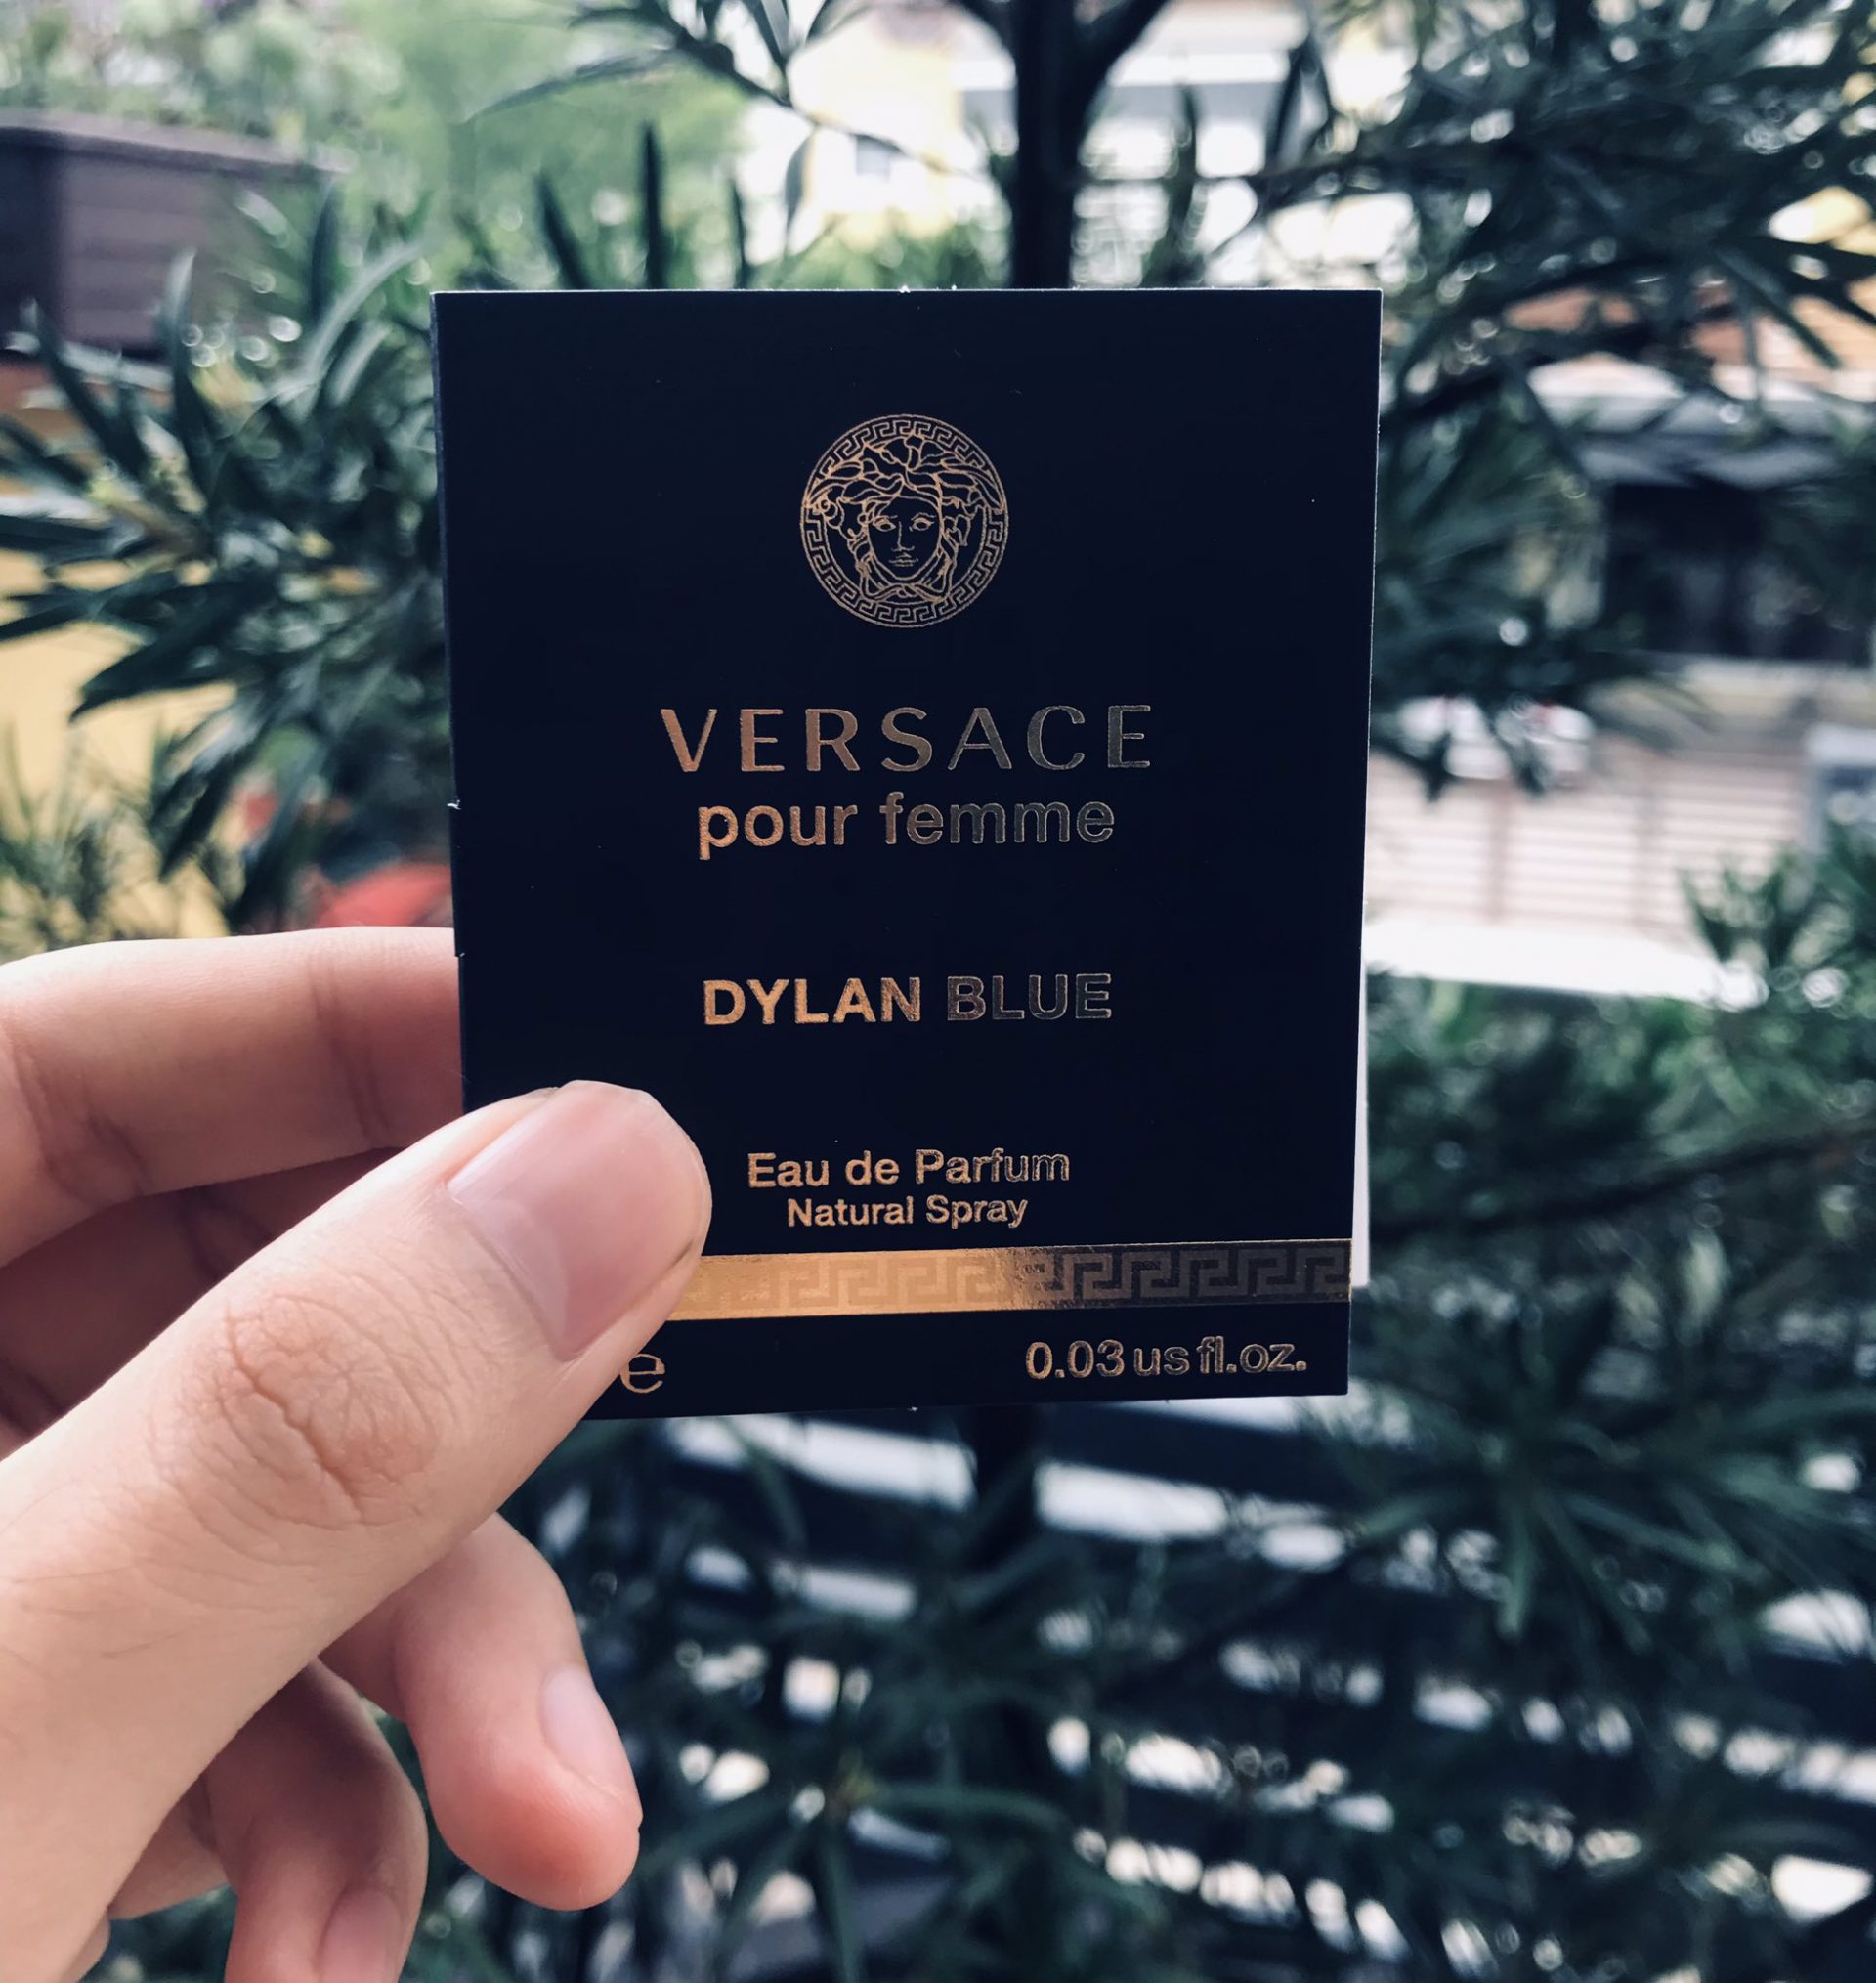 VERSACE
pour femme
DYLAN BLUE
Eau de Parfum
Natural Spray
e 0.03 us fl.oz.